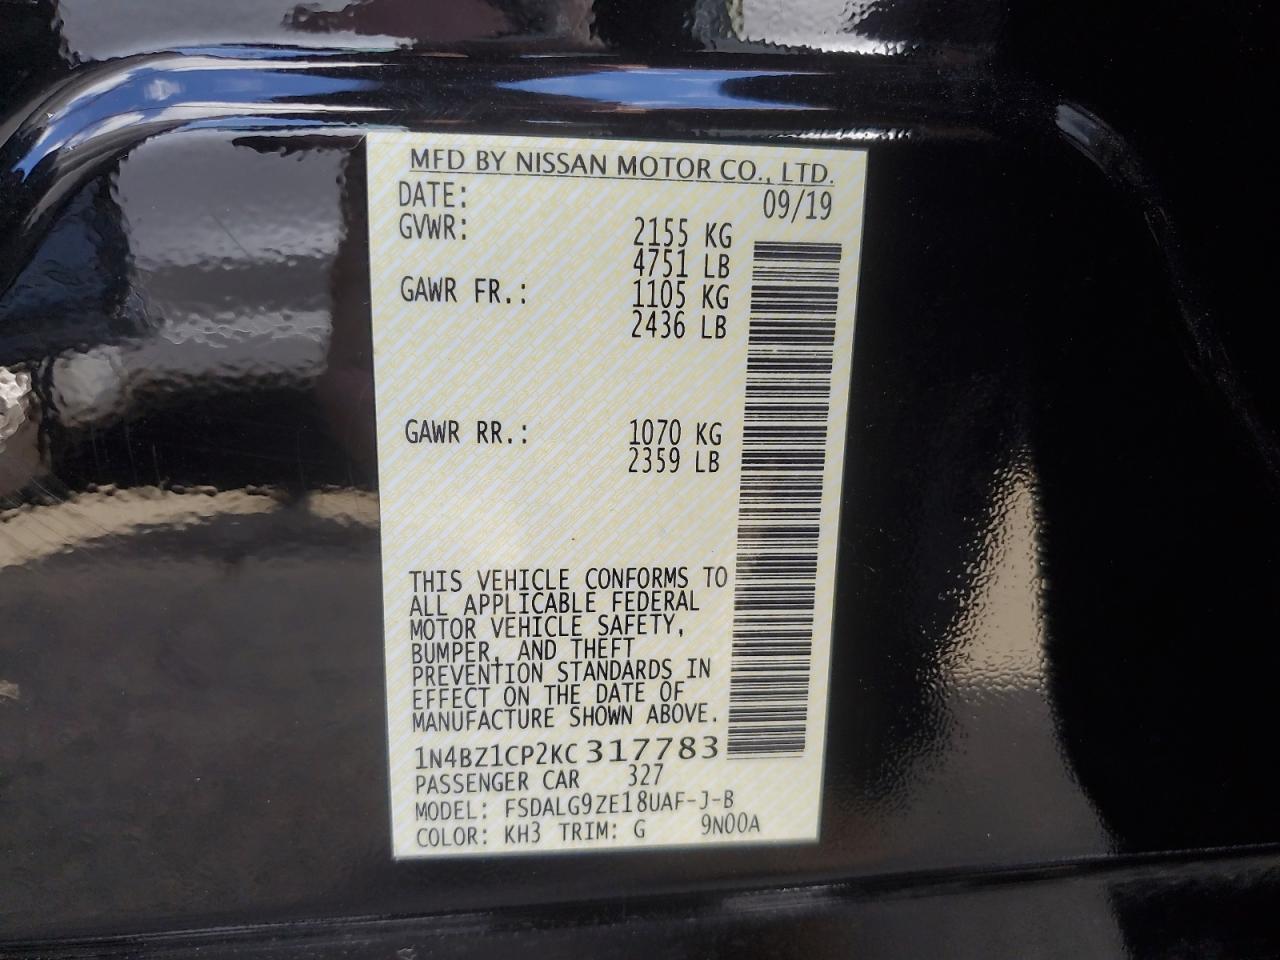 MFD BY NISSAN MOTOR CO., LTD.
DATE: 09/19
GVWR: 2155 KG
4751 LB
GAWR FR.: 1105 KG
2436 LB
GAWR RR.: 1070 KG
2359 LB
THIS VEHICLE CONFORMS TO
ALL APPLICABLE FEDERAL
MOTOR VEHICLE SAFETY,
BUMPER, AND THEFT
PREVENTION STANDARDS IN
EFFECT ON THE DATE OF
MANUFACTURE SHOWN ABOVE.
1N4BZ1CP2KC 317783
PASSENGER CAR 327
MODEL: FSDALG9ZE18UAF-J-B
COLOR: KH3 TRIM: G 9N00A